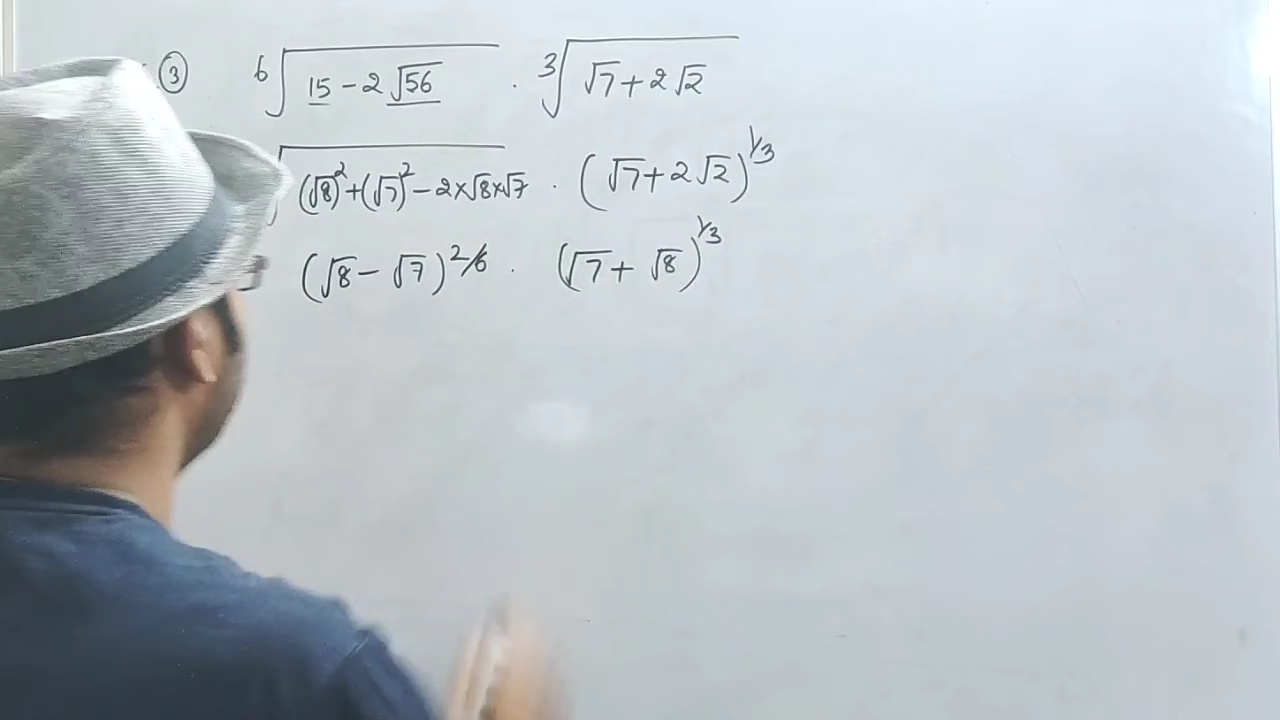 ③ ⁶√(15 − 2√56) · ³√(√7 + 2√2)
√((√8)² + (√7)² − 2×√8×√7) · (√7 + 2√2)^1/3
(√8 − √7)^2/6 · (√7 + √8)^1/3